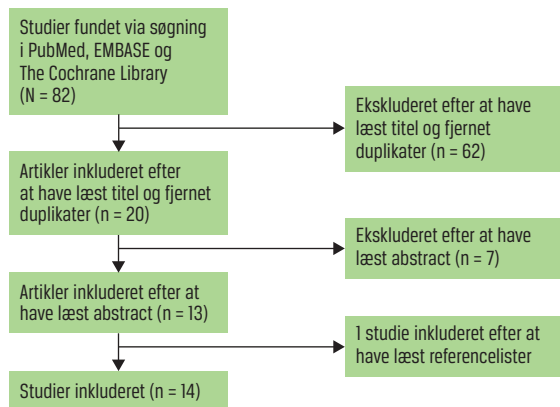 Studier fundet via søgning
i PubMed, EMBASE og
The Cochrane Library
(N = 82)
Ekskluderet efter at have
læst titel og fjernet
duplikater (n = 62)
Artikler inkluderet efter
at have læst titel og fjernet
duplikater (n = 20)
Ekskluderet efter at have
læst abstract (n = 7)
Artikler inkluderet efter at
have læst abstract (n = 13)
1 studie inkluderet efter at
have læst referencelister
Studier inkluderet (n = 14)